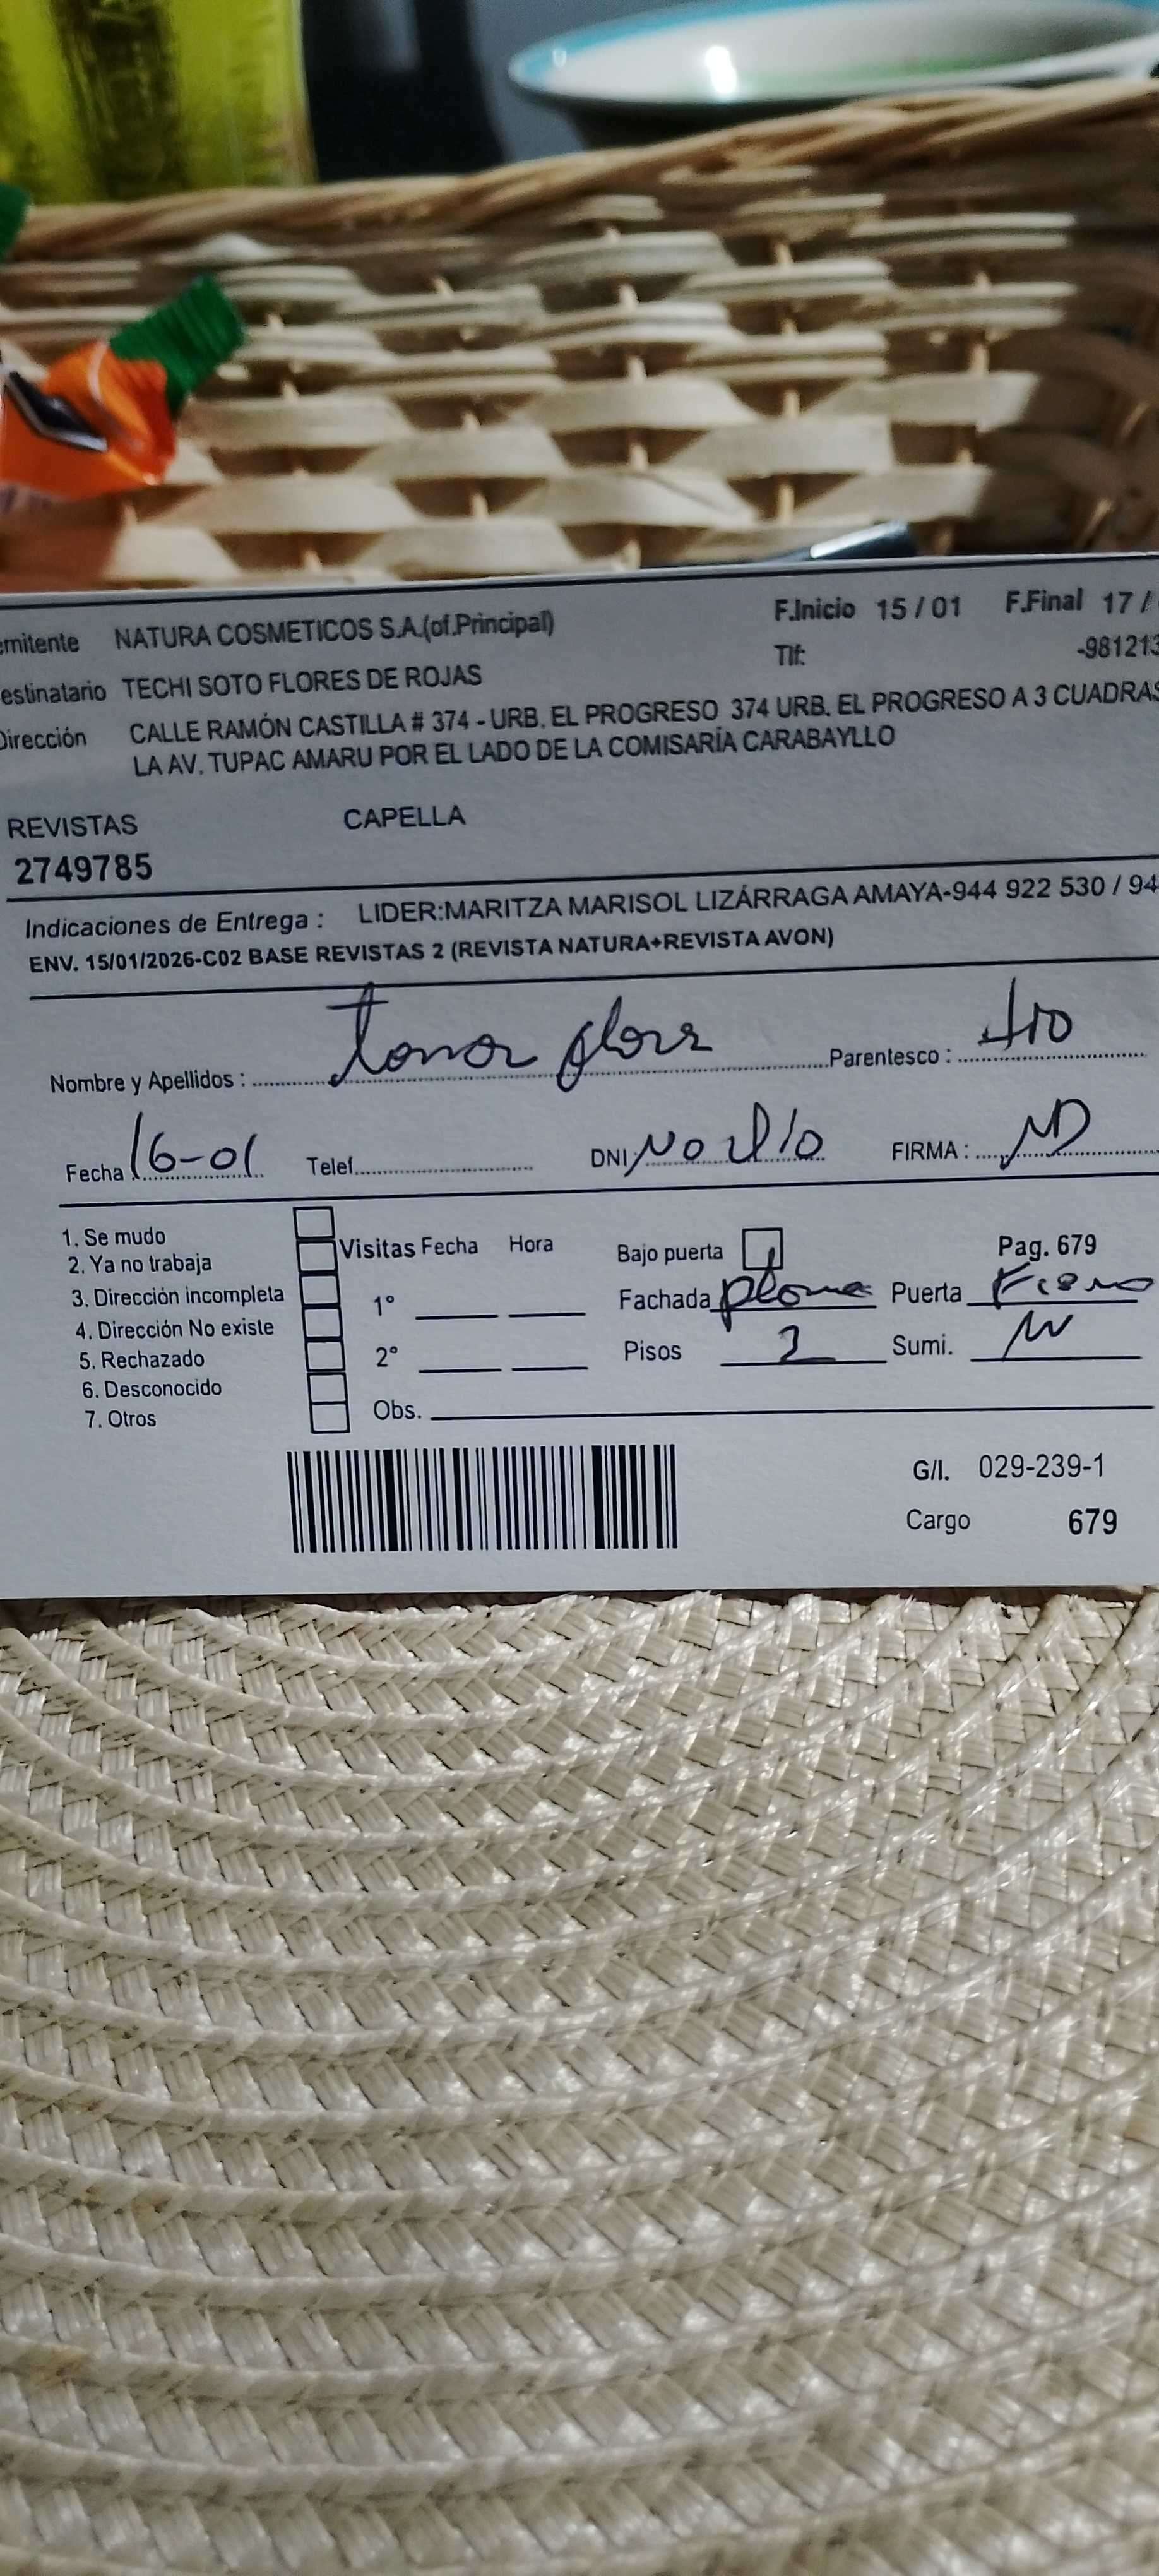 emitente NATURA COSMETICOS S.A.(of.Principal) F.Inicio 15 / 01 F.Final 17 /
estinatario TECHI SOTO FLORES DE ROJAS Tlf: -981213
Dirección CALLE RAMÓN CASTILLA # 374 - URB. EL PROGRESO 374 URB. EL PROGRESO A 3 CUADRAS
LA AV. TUPAC AMARU POR EL LADO DE LA COMISARÍA CARABAYLLO
REVISTAS CAPELLA
2749785
Indicaciones de Entrega : LIDER:MARITZA MARISOL LIZÁRRAGA AMAYA-944 922 530 / 94
ENV. 15/01/2026-C02 BASE REVISTAS 2 (REVISTA NATURA+REVISTA AVON)
Nombre y Apellidos : Parentesco : tio
Fecha 16-01 Telef. DNI: No dio FIRMA :
1. Se mudo
2. Ya no trabaja Visitas Fecha Hora Bajo puerta Pag. 679
3. Dirección incompleta 1° Fachada plomo Puerta Fierro
4. Dirección No existe
5. Rechazado 2° Pisos 2 Sumi.
6. Desconocido
7. Otros Obs.
G/I. 029-239-1
Cargo 679